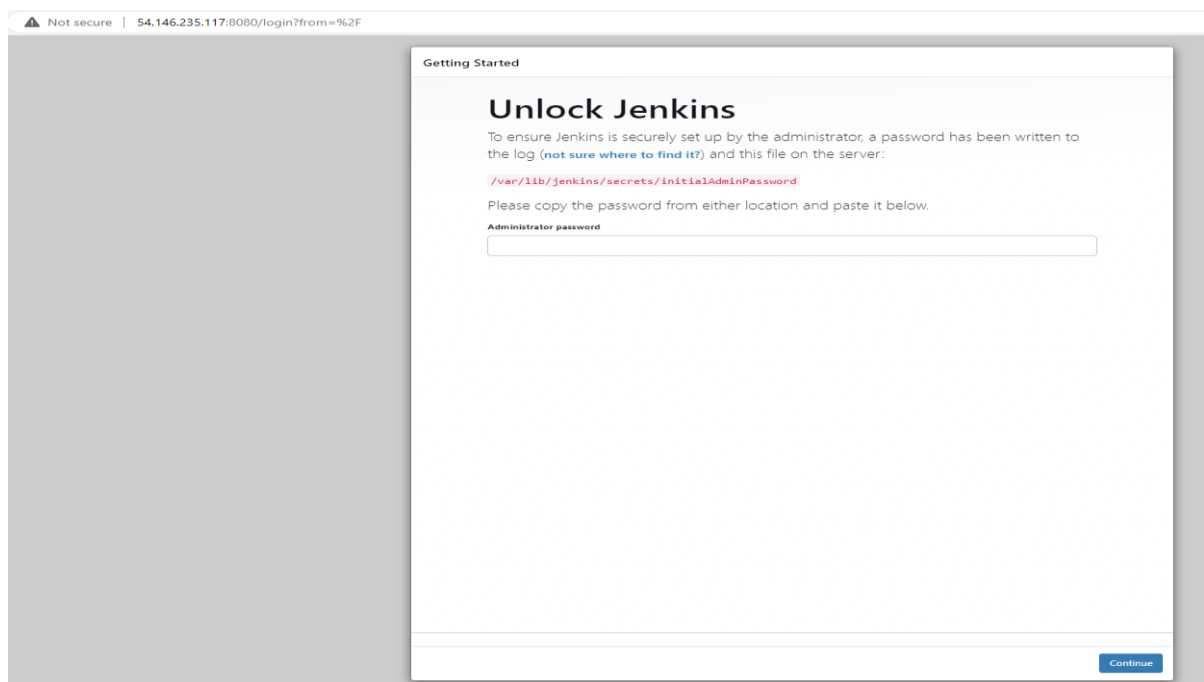 Not secure | 54.146.235.117:8080/login?from=%2F
Getting Started
Unlock Jenkins
To ensure Jenkins is securely set up by the administrator, a password has been written to
the log (not sure where to find it?) and this file on the server:
/var/lib/jenkins/secrets/initialAdminPassword
Please copy the password from either location and paste it below.
Administrator password
Continue